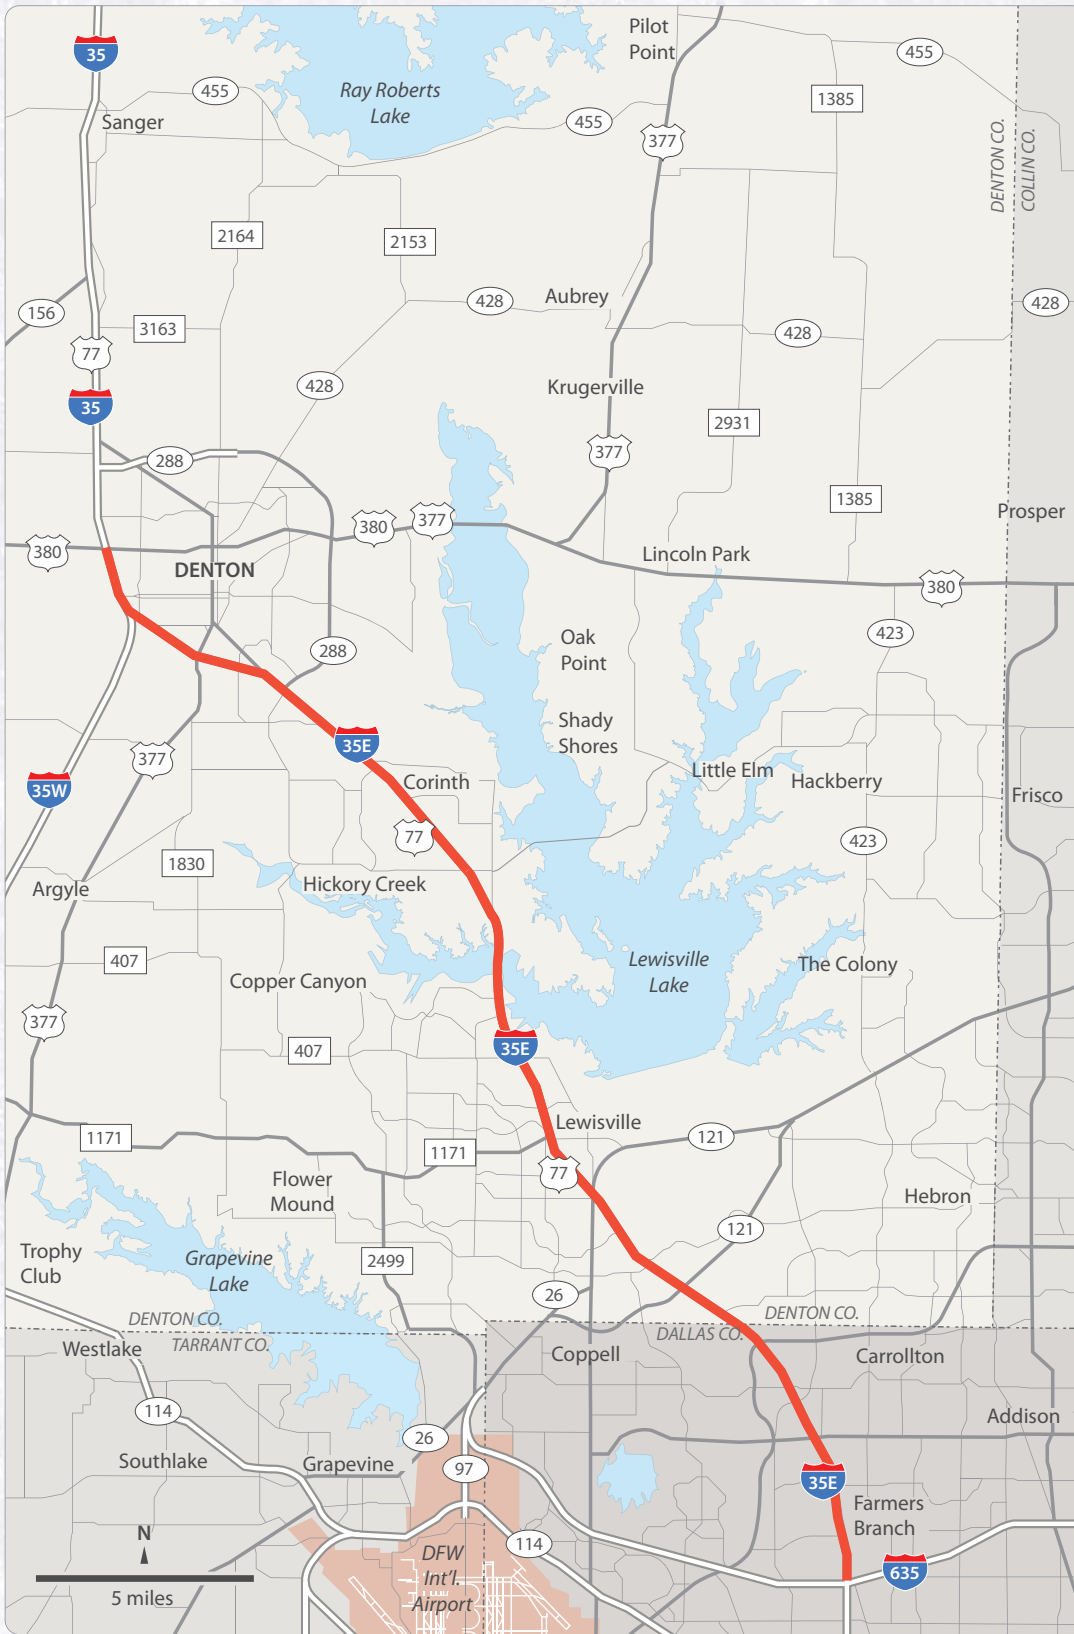 35
Pilot
Point
455
455
1385
Ray Roberts
Lake
Sanger
455
377
DENTON CO.
COLLIN CO.
2164
2153
Aubrey
428
428
156
3163
428
77
428
Krugerville
35
2931
377
288
1385
Prosper
380
377
380
Lincoln Park
DENTON
380
423
Oak
Point
288
Shady
Shores
35E
377
Little Elm
Hackberry
Corinth
35W
Frisco
77
423
1830
Argyle
Hickory Creek
407
Lewisville
Lake
The Colony
Copper Canyon
377
35E
407
Lewisville
1171
121
1171
77
Flower
Mound
Hebron
121
Trophy
Club
Grapevine
Lake
2499
26
DENTON CO.
DENTON CO.
TARRANT CO.
DALLAS CO.
Westlake
Coppell
Carrollton
114
Addison
26
Southlake
Grapevine
97
35E
Farmers
Branch
N
114
DFW
Int'l.
Airport
635
5 miles